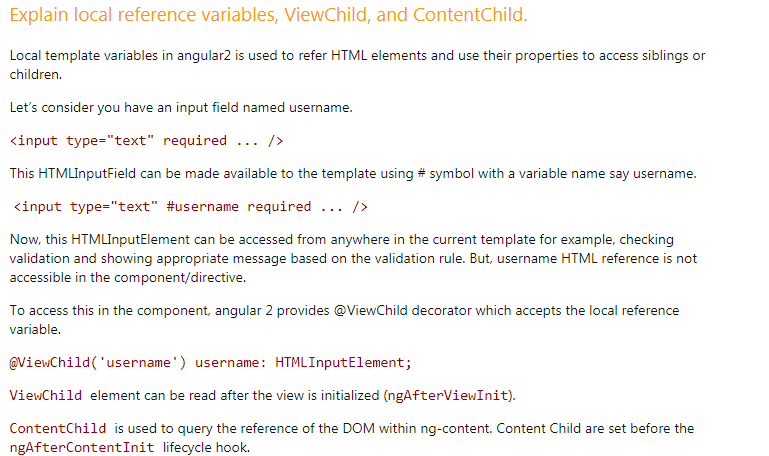 Explain local reference variables, ViewChild, and ContentChild.
Local template variables in angular2 is used to refer HTML elements and use their properties to access siblings or
children.
Let's consider you have an input field named username.
<input type="text" required ... />
This HTMLInputField can be made available to the template using # symbol with a variable name say username.
<input type="text" #username required ... />
Now, this HTMLInputElement can be accessed from anywhere in the current template for example, checking
validation and showing appropriate message based on the validation rule. But, username HTML reference is not
accessible in the component/directive.
To access this in the component, angular 2 provides @ViewChild decorator which accepts the local reference
variable.
@ViewChild('username') username: HTMLInputElement;
ViewChild element can be read after the view is initialized (ngAfterViewInit).
ContentChild is used to query the reference of the DOM within ng-content. Content Child are set before the
ngAfterContentInit lifecycle hook.